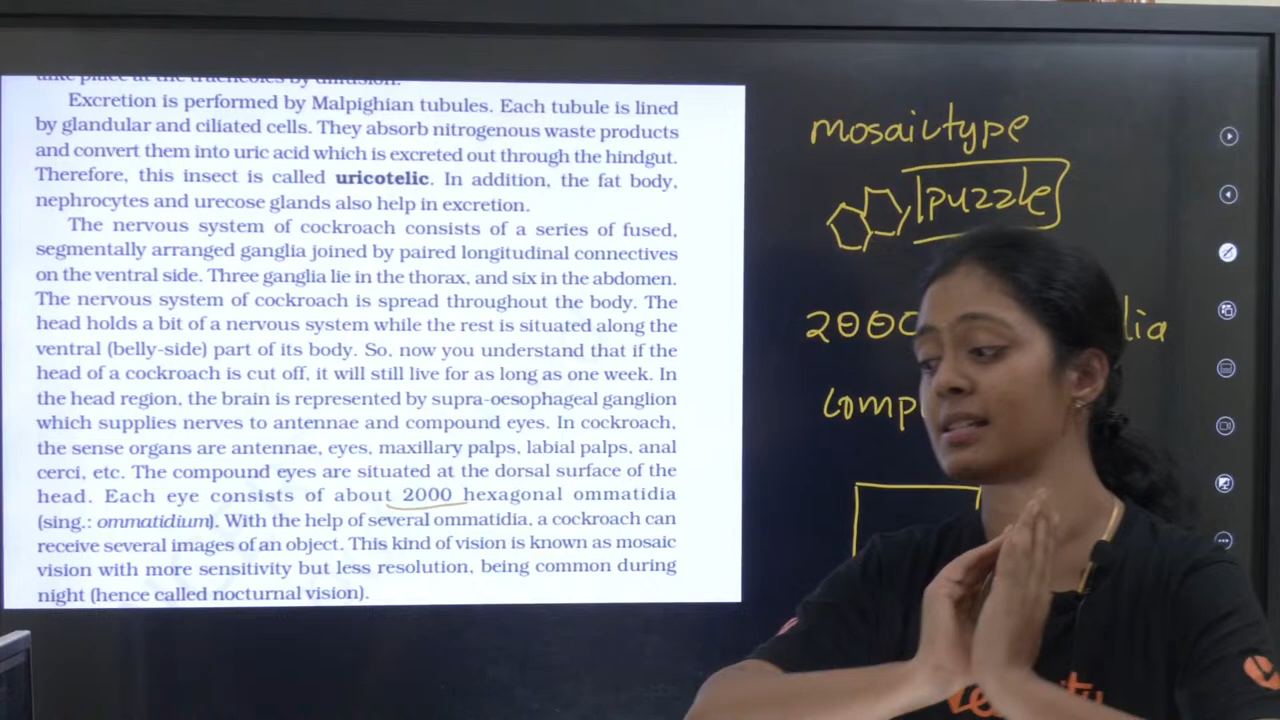 Excretion is performed by Malpighian tubules. Each tubule is lined
by glandular and ciliated cells. They absorb nitrogenous waste products
and convert them into uric acid which is excreted out through the hindgut.
Therefore, this insect is called uricotelic. In addition, the fat body,
nephrocytes and urecose glands also help in excretion.
The nervous system of cockroach consists of a series of fused,
segmentally arranged ganglia joined by paired longitudinal connectives
on the ventral side. Three ganglia lie in the thorax, and six in the abdomen.
The nervous system of cockroach is spread throughout the body. The
head holds a bit of a nervous system while the rest is situated along the
ventral (belly-side) part of its body. So, now you understand that if the
head of a cockroach is cut off, it will still live for as long as one week. In
the head region, the brain is represented by supra-oesophageal ganglion
which supplies nerves to antennae and compound eyes. In cockroach,
the sense organs are antennae, eyes, maxillary palps, labial palps, anal
cerci, etc. The compound eyes are situated at the dorsal surface of the
head. Each eye consists of about 2000 hexagonal ommatidia
(sing.: ommatidium). With the help of several ommatidia, a cockroach can
receive several images of an object. This kind of vision is known as mosaic
vision with more sensitivity but less resolution, being common during
night (hence called nocturnal vision).
mosaic type
puzzle
2000 lia
comp